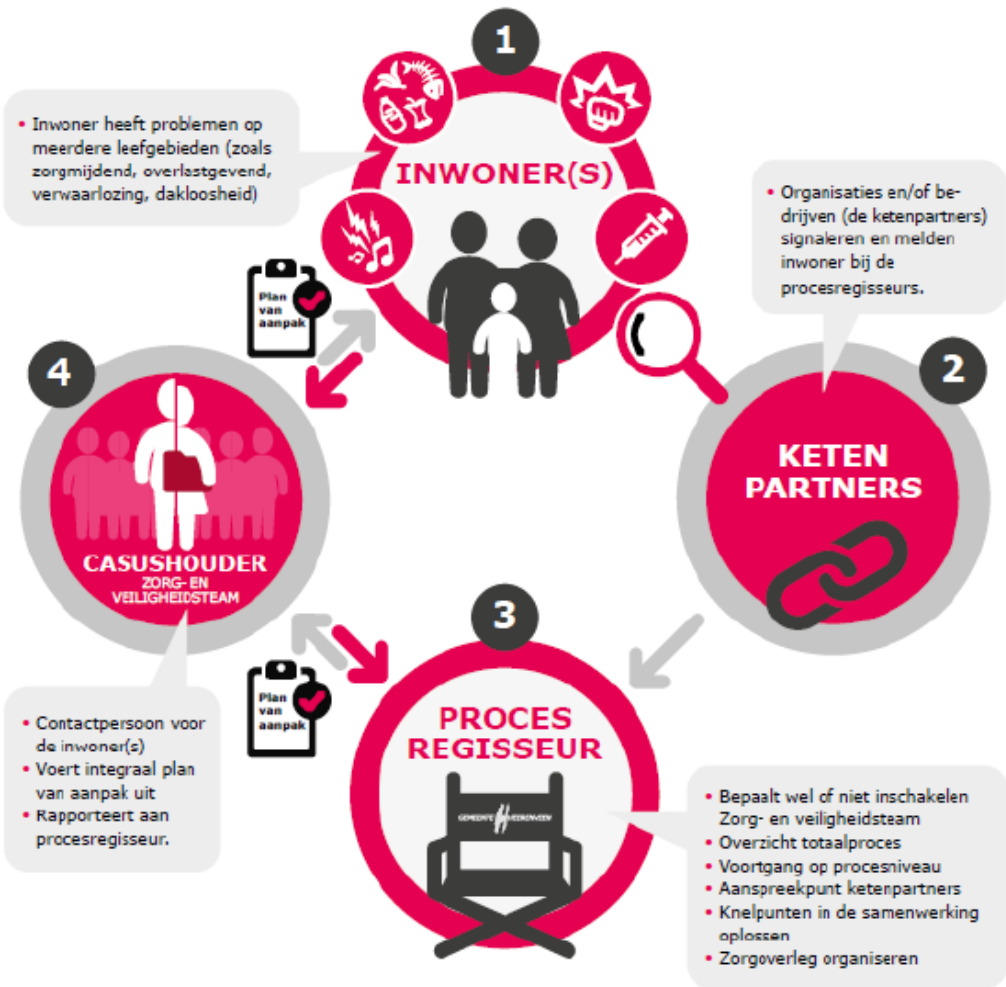 1
INWONER(S)
• Inwoner heeft problemen op
meerdere leefgebieden (zoals
zorgmijdend, overlastgevend,
verwaarlozing, dakloosheid)
• Organisaties en/of be-
drijven (de ketenpartners)
signaleren en melden
inwoner bij de
procesregisseurs.
2
KETEN
PARTNERS
3
PROCES
REGISSEUR
GEMEENTE HEERENVEEN
• Bepaalt wel of niet inschakelen
Zorg- en veiligheidsteam
• Overzicht totaalproces
• Voortgang op procesniveau
• Aanspreekpunt ketenpartners
• Knelpunten in de samenwerking
oplossen
• Zorgoverleg organiseren
Plan
van
aanpak
4
CASUSHOUDER
ZORG- EN
VEILIGHEIDSTEAM
• Contactpersoon voor
de inwoner(s)
• Voert integraal plan
van aanpak uit
• Rapporteert aan
procesregisseur.
Plan
van
aanpak